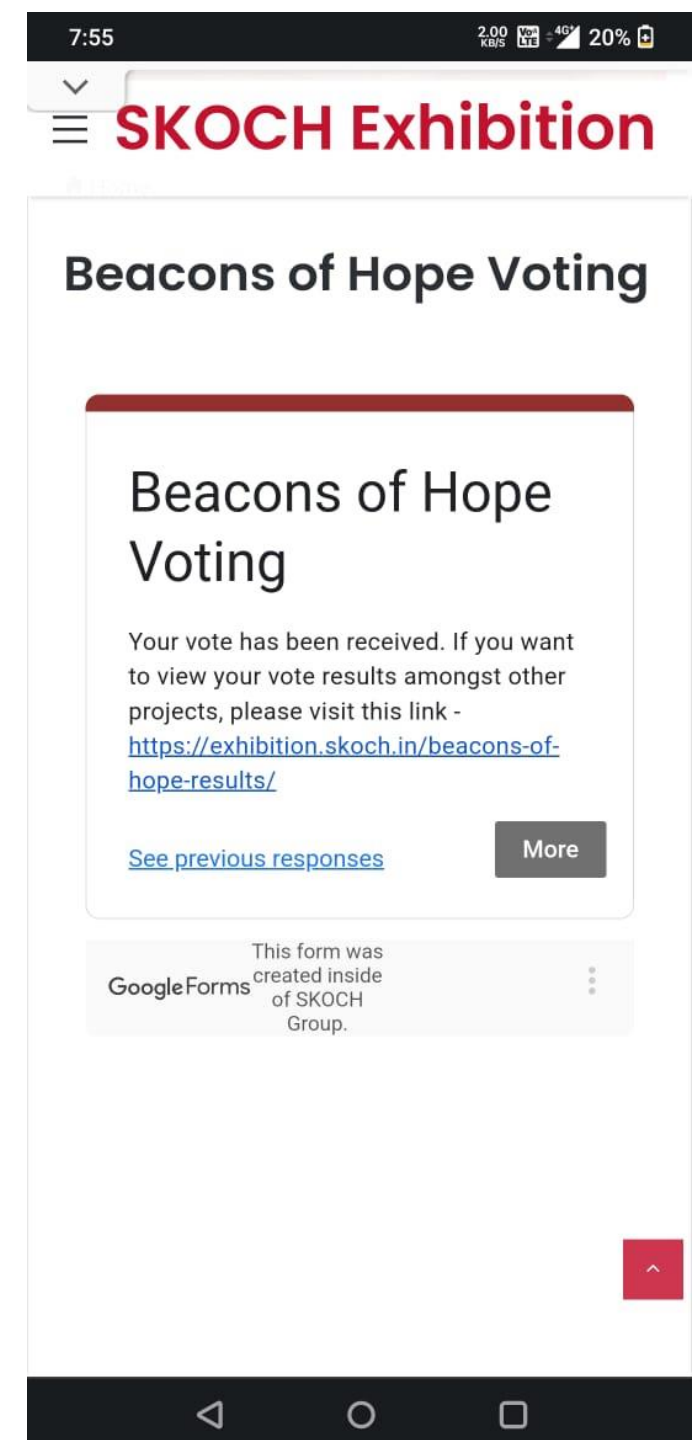 7:55
2.00 KB/S Vo LTE 4G+ 20%
SKOCH Exhibition
Beacons of Hope Voting
Beacons of Hope
Voting
Your vote has been received. If you want
to view your vote results amongst other
projects, please visit this link -
https://exhibition.skoch.in/beacons-of-
hope-results/
See previous responses
More
Google Forms
This form was
created inside
of SKOCH
Group.